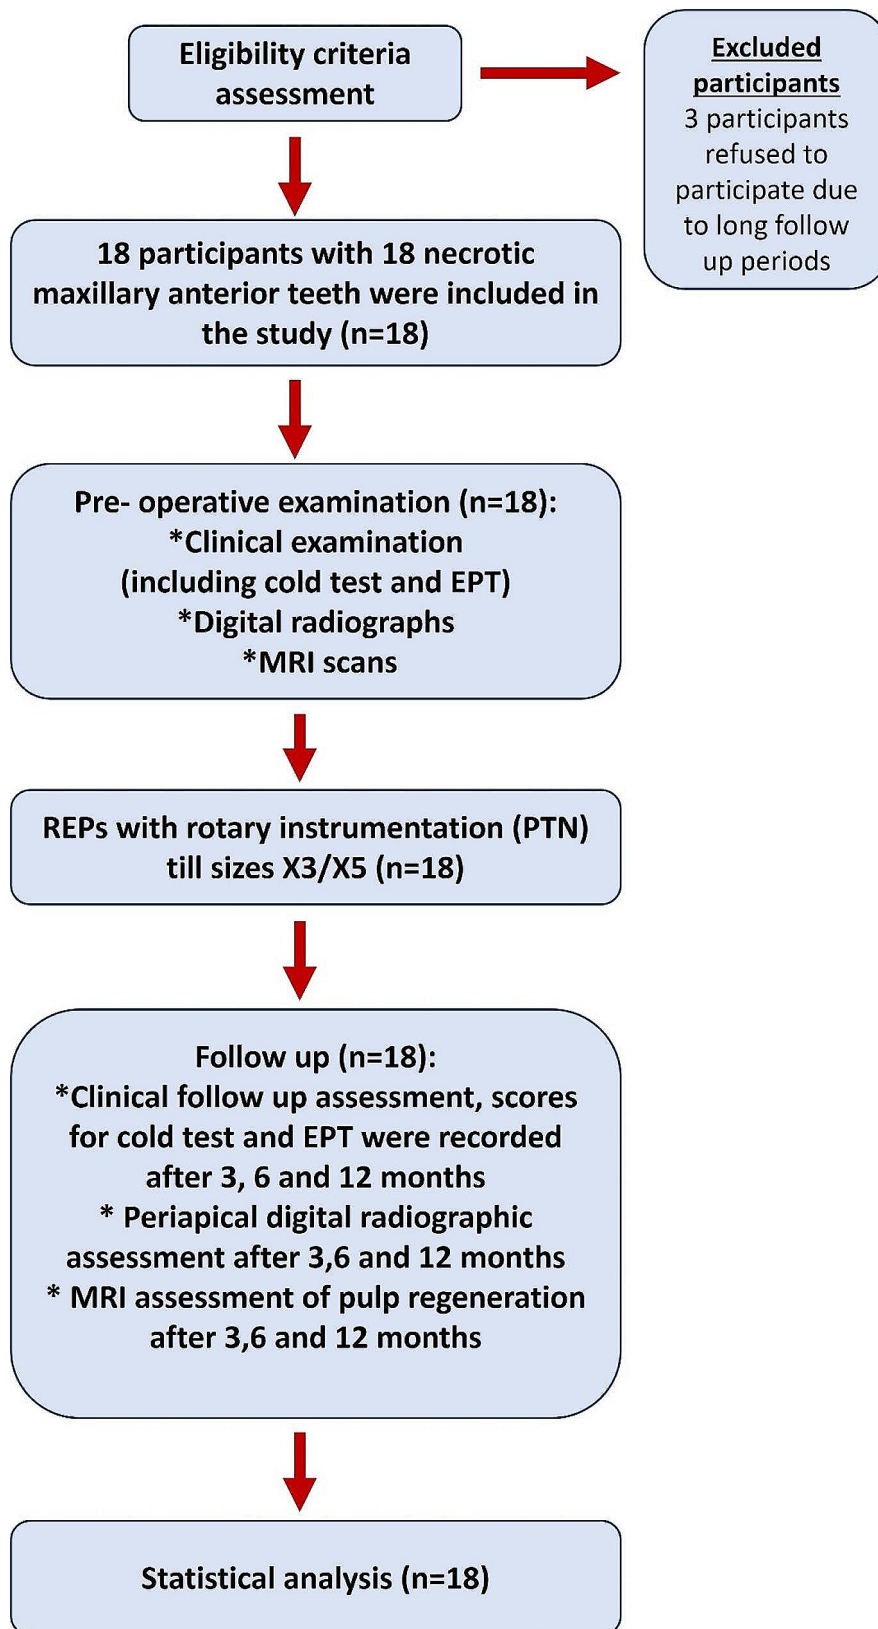 Eligibility criteria
assessment
Excluded
participants
3 participants
refused to
participate due
to long follow
up periods
18 participants with 18 necrotic
maxillary anterior teeth were included in
the study (n=18)
Pre- operative examination (n=18):
*Clinical examination
(including cold test and EPT)
*Digital radiographs
*MRI scans
REPs with rotary instrumentation (PTN)
till sizes X3/X5 (n=18)
Follow up (n=18):
*Clinical follow up assessment, scores
for cold test and EPT were recorded
after 3, 6 and 12 months
* Periapical digital radiographic
assessment after 3,6 and 12 months
* MRI assessment of pulp regeneration
after 3,6 and 12 months
Statistical analysis (n=18)